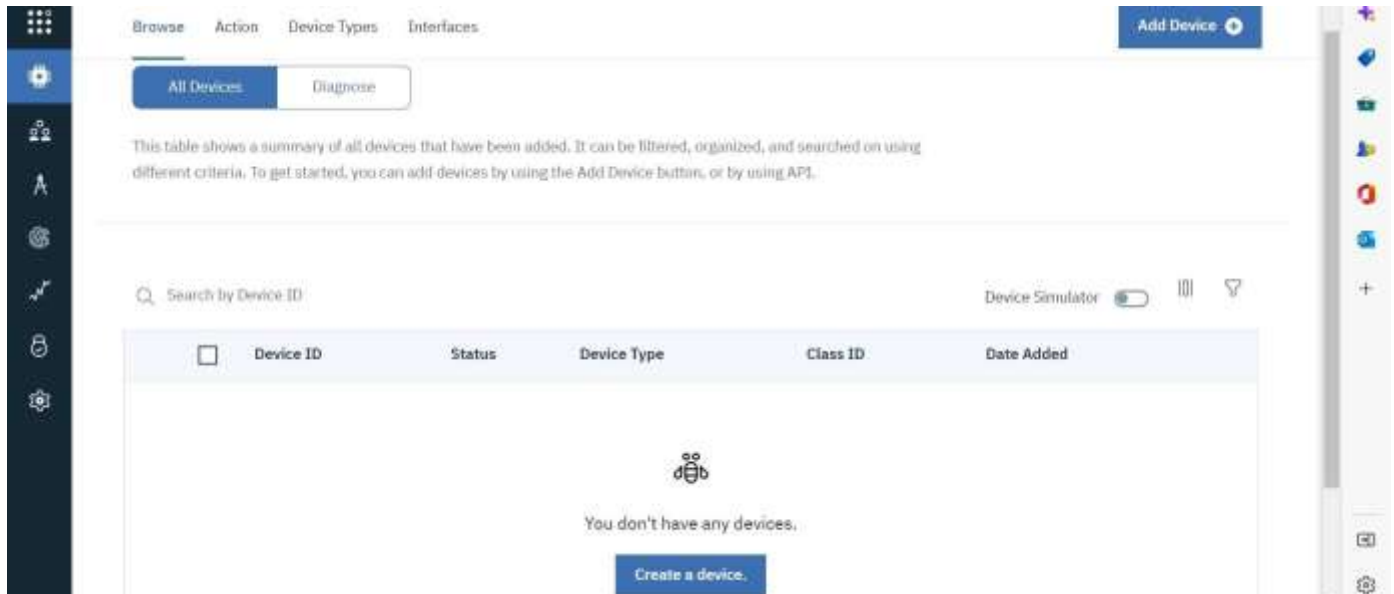 Browse Action Device Types Interfaces Add Device
All Devices Diagnose
This table shows a summary of all devices that have been added. It can be filtered, organized, and searched on using
different criteria. To get started, you can add devices by using the Add Device button, or by using API.
Search by Device ID Device Simulator
Device ID Status Device Type Class ID Date Added
You don't have any devices.
Create a device.